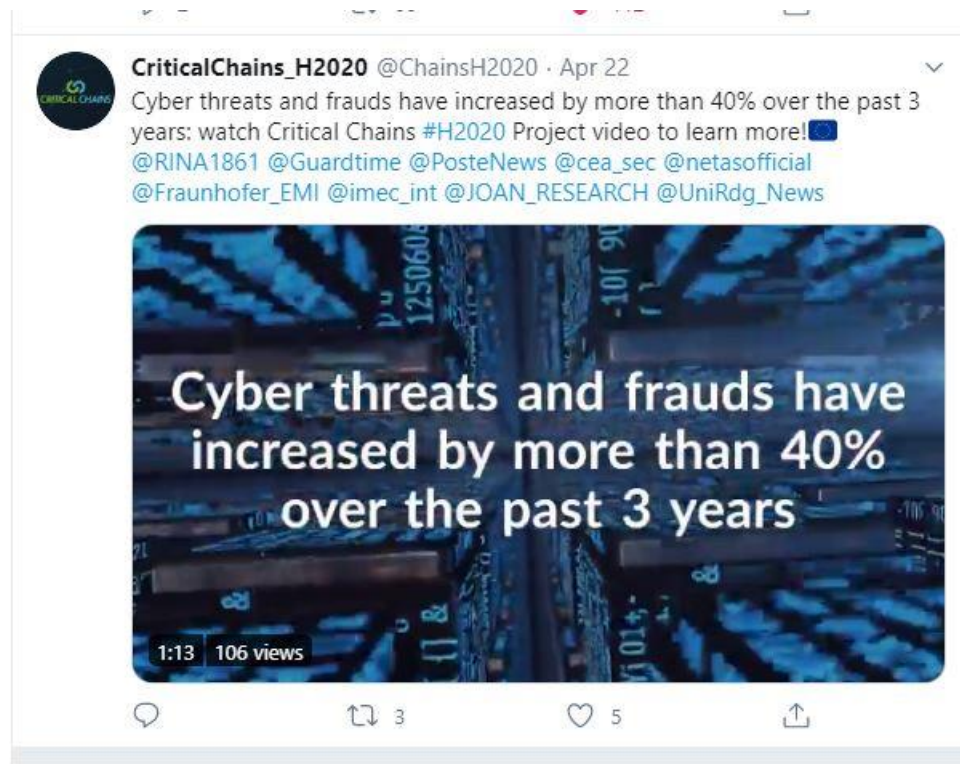 CriticalChains_H2020 @ChainsH2020 · Apr 22
CRITICAL CHAINS
Cyber threats and frauds have increased by more than 40% over the past 3
years: watch Critical Chains #H2020 Project video to learn more!
@RINA1861 @Guardtime @PosteNews @cea_sec @netasofficial
@Fraunhofer_EMI @imec_int @JOAN_RESEARCH @UniRdg_News
Cyber threats and frauds have
increased by more than 40%
over the past 3 years
1:13 106 views
3 5